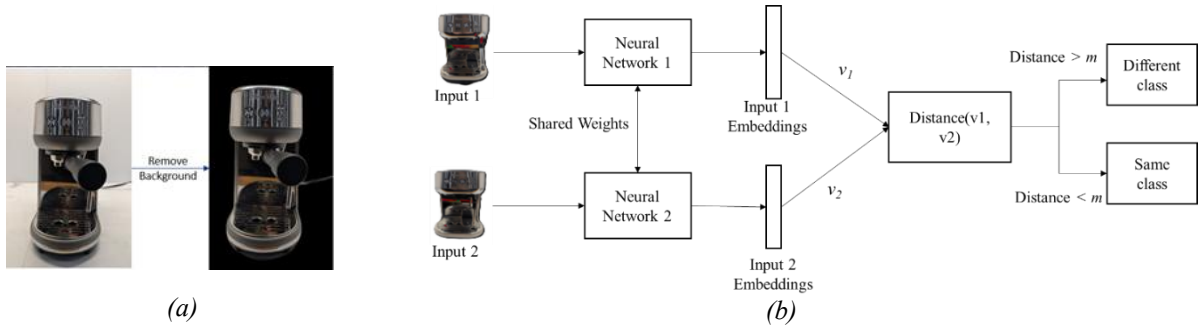 Remove
Background
(a)
Input 1
Neural
Network 1
Shared Weights
Input 2
Neural
Network 2
Input 1
Embeddings
Input 2
Embeddings
v1
v2
Distance(v1,
v2)
Distance > m
Different
class
Distance < m
Same
class
(b)